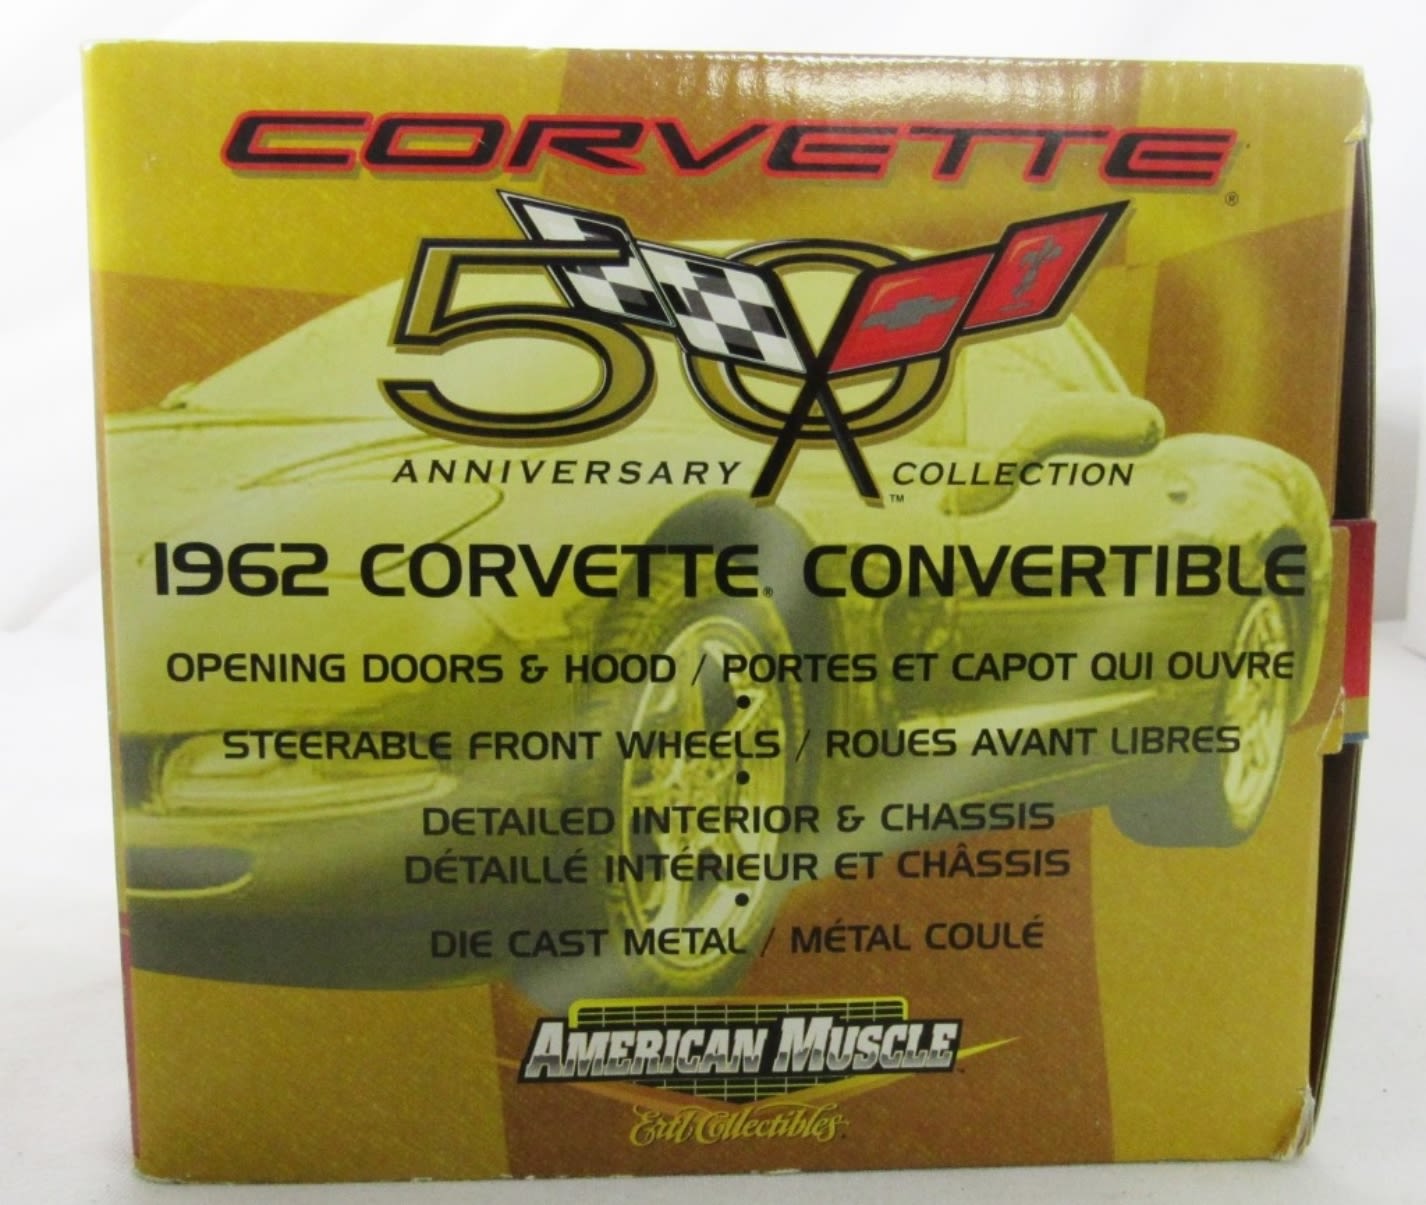 CORVETTE®
50
ANNIVERSARY COLLECTION™
1962 CORVETTE® CONVERTIBLE
OPENING DOORS & HOOD / PORTES ET CAPOT QUI OUVRE
•
STEERABLE FRONT WHEELS / ROUES AVANT LIBRES
•
DETAILED INTERIOR & CHASSIS
DÉTAILLÉ INTÉRIEUR ET CHÂSSIS
•
DIE CAST METAL / MÉTAL COULÉ
AMERICAN MUSCLE
Ertl Collectibles